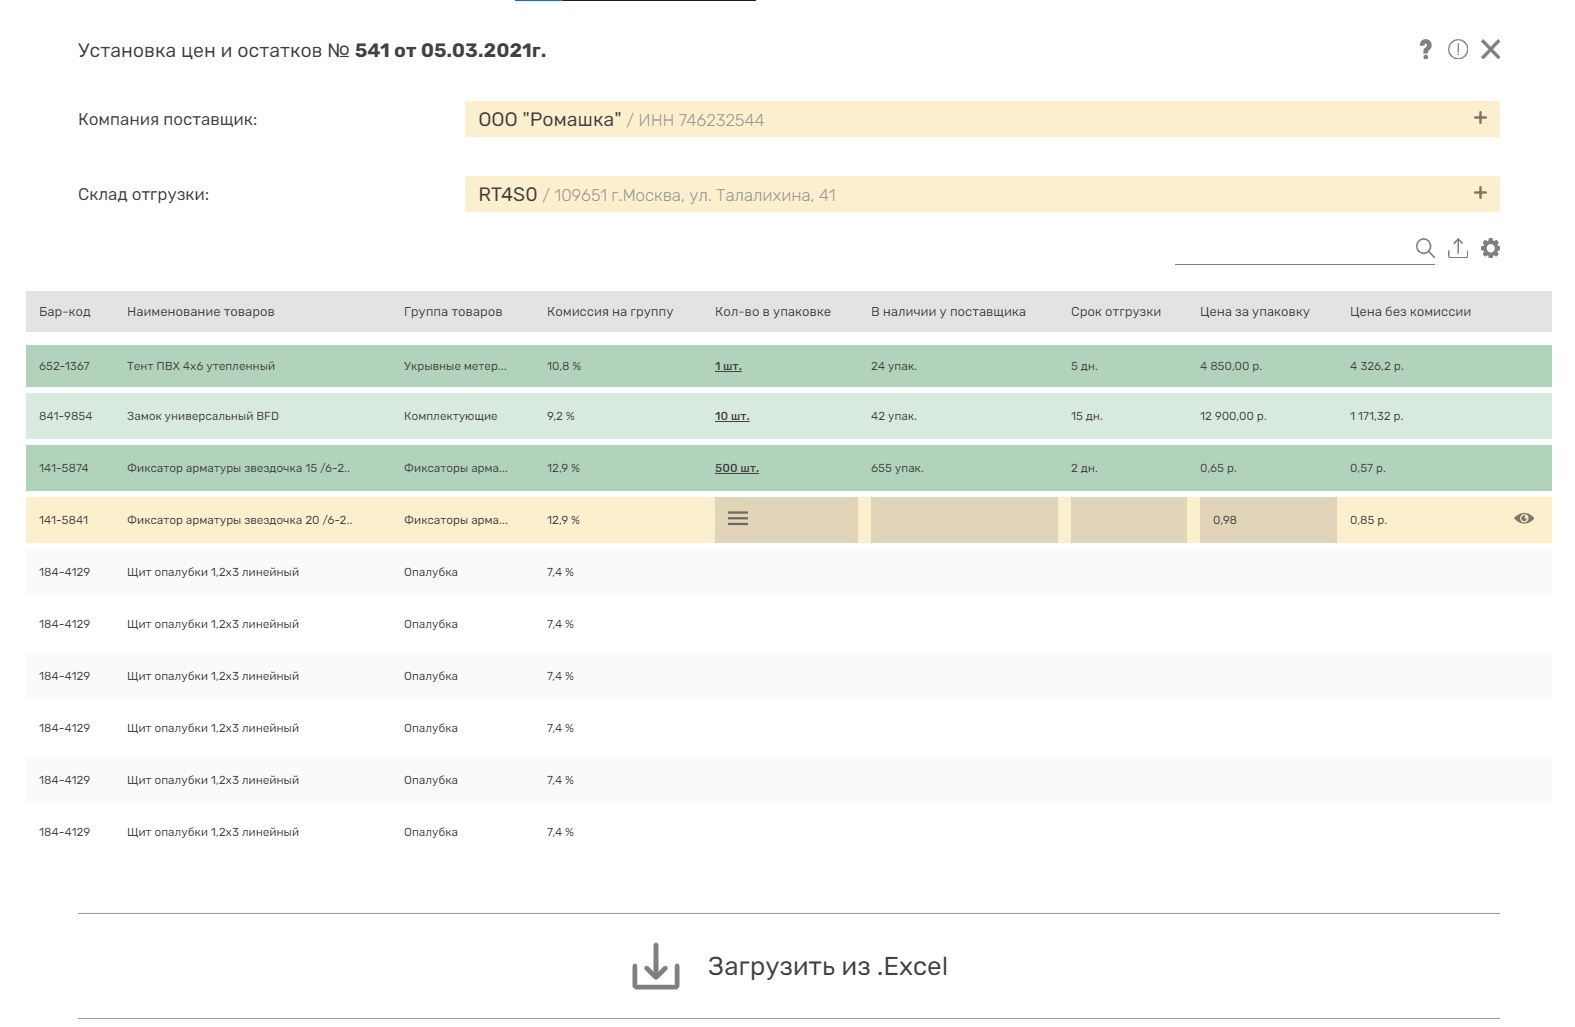 Установка цен и остатков № 541 от 05.03.2021г.
Компания поставщик: ООО "Ромашка" / ИНН 746232544
Склад отгрузки: RT4S0 / 109651 г.Москва, ул. Талалихина, 41
Бар-код Наименование товаров Группа товаров Комиссия на группу Кол-во в упаковке В наличии у поставщика Срок отгрузки Цена за упаковку Цена без комиссии
652-1367 Тент ПВХ 4х6 утепленный Укрывные метер... 10,8 % 1 шт. 24 упак. 5 дн. 4 850,00 р. 4 326,2 р.
841-9854 Замок универсальный BFD Комплектующие 9,2 % 10 шт. 42 упак. 15 дн. 12 900,00 р. 1 171,32 р.
141-5874 Фиксатор арматуры звездочка 15 /6-2.. Фиксаторы арма... 12,9 % 500 шт. 655 упак. 2 дн. 0,65 р. 0,57 р.
141-5841 Фиксатор арматуры звездочка 20 /6-2.. Фиксаторы арма... 12,9 % 0,98 0,85 р.
184-4129 Щит опалубки 1,2х3 линейный Опалубка 7,4 %
184-4129 Щит опалубки 1,2х3 линейный Опалубка 7,4 %
184-4129 Щит опалубки 1,2х3 линейный Опалубка 7,4 %
184-4129 Щит опалубки 1,2х3 линейный Опалубка 7,4 %
184-4129 Щит опалубки 1,2х3 линейный Опалубка 7,4 %
184-4129 Щит опалубки 1,2х3 линейный Опалубка 7,4 %
Загрузить из .Excel